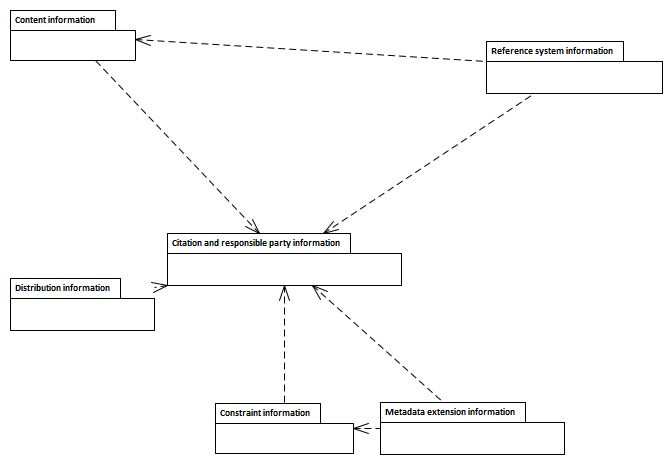 Content information
Reference system information
Citation and responsible party information
Distribution information
Constraint information
Metadata extension information